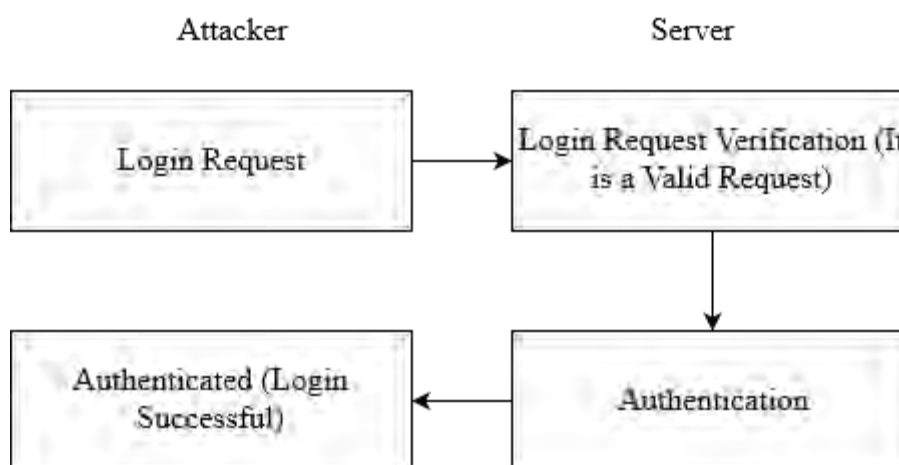 Attacker
Server
Login Request
Login Request Verification (It
is a Valid Request)
Authenticated (Login
Successful)
Authentication